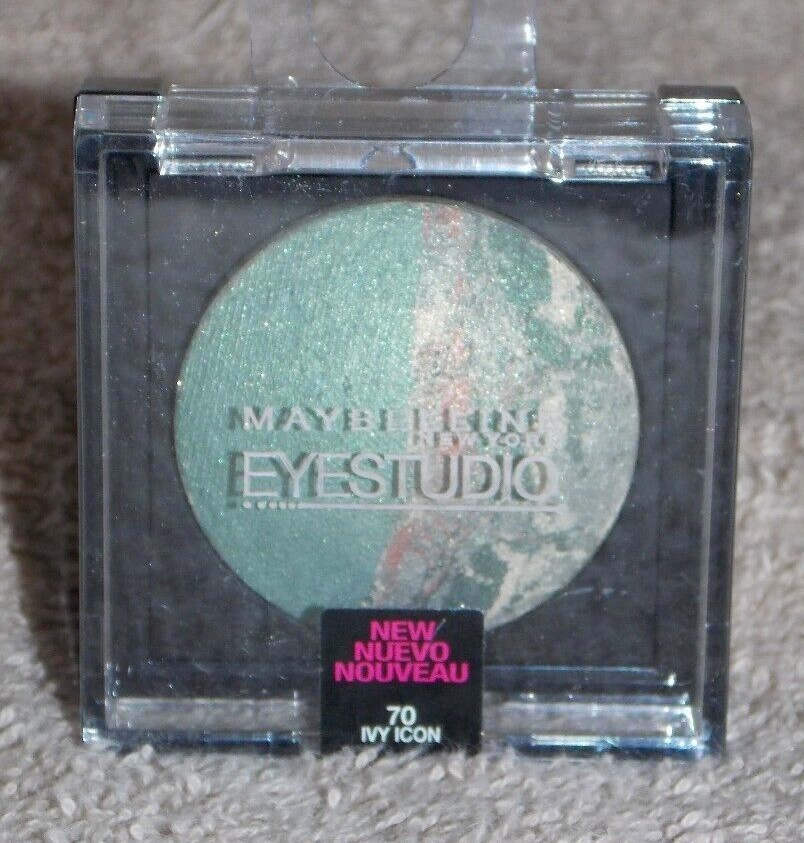 MAYBELLINE
NEW YORK
EYESTUDIO
NEW
NUEVO
NOUVEAU
70
IVY ICON